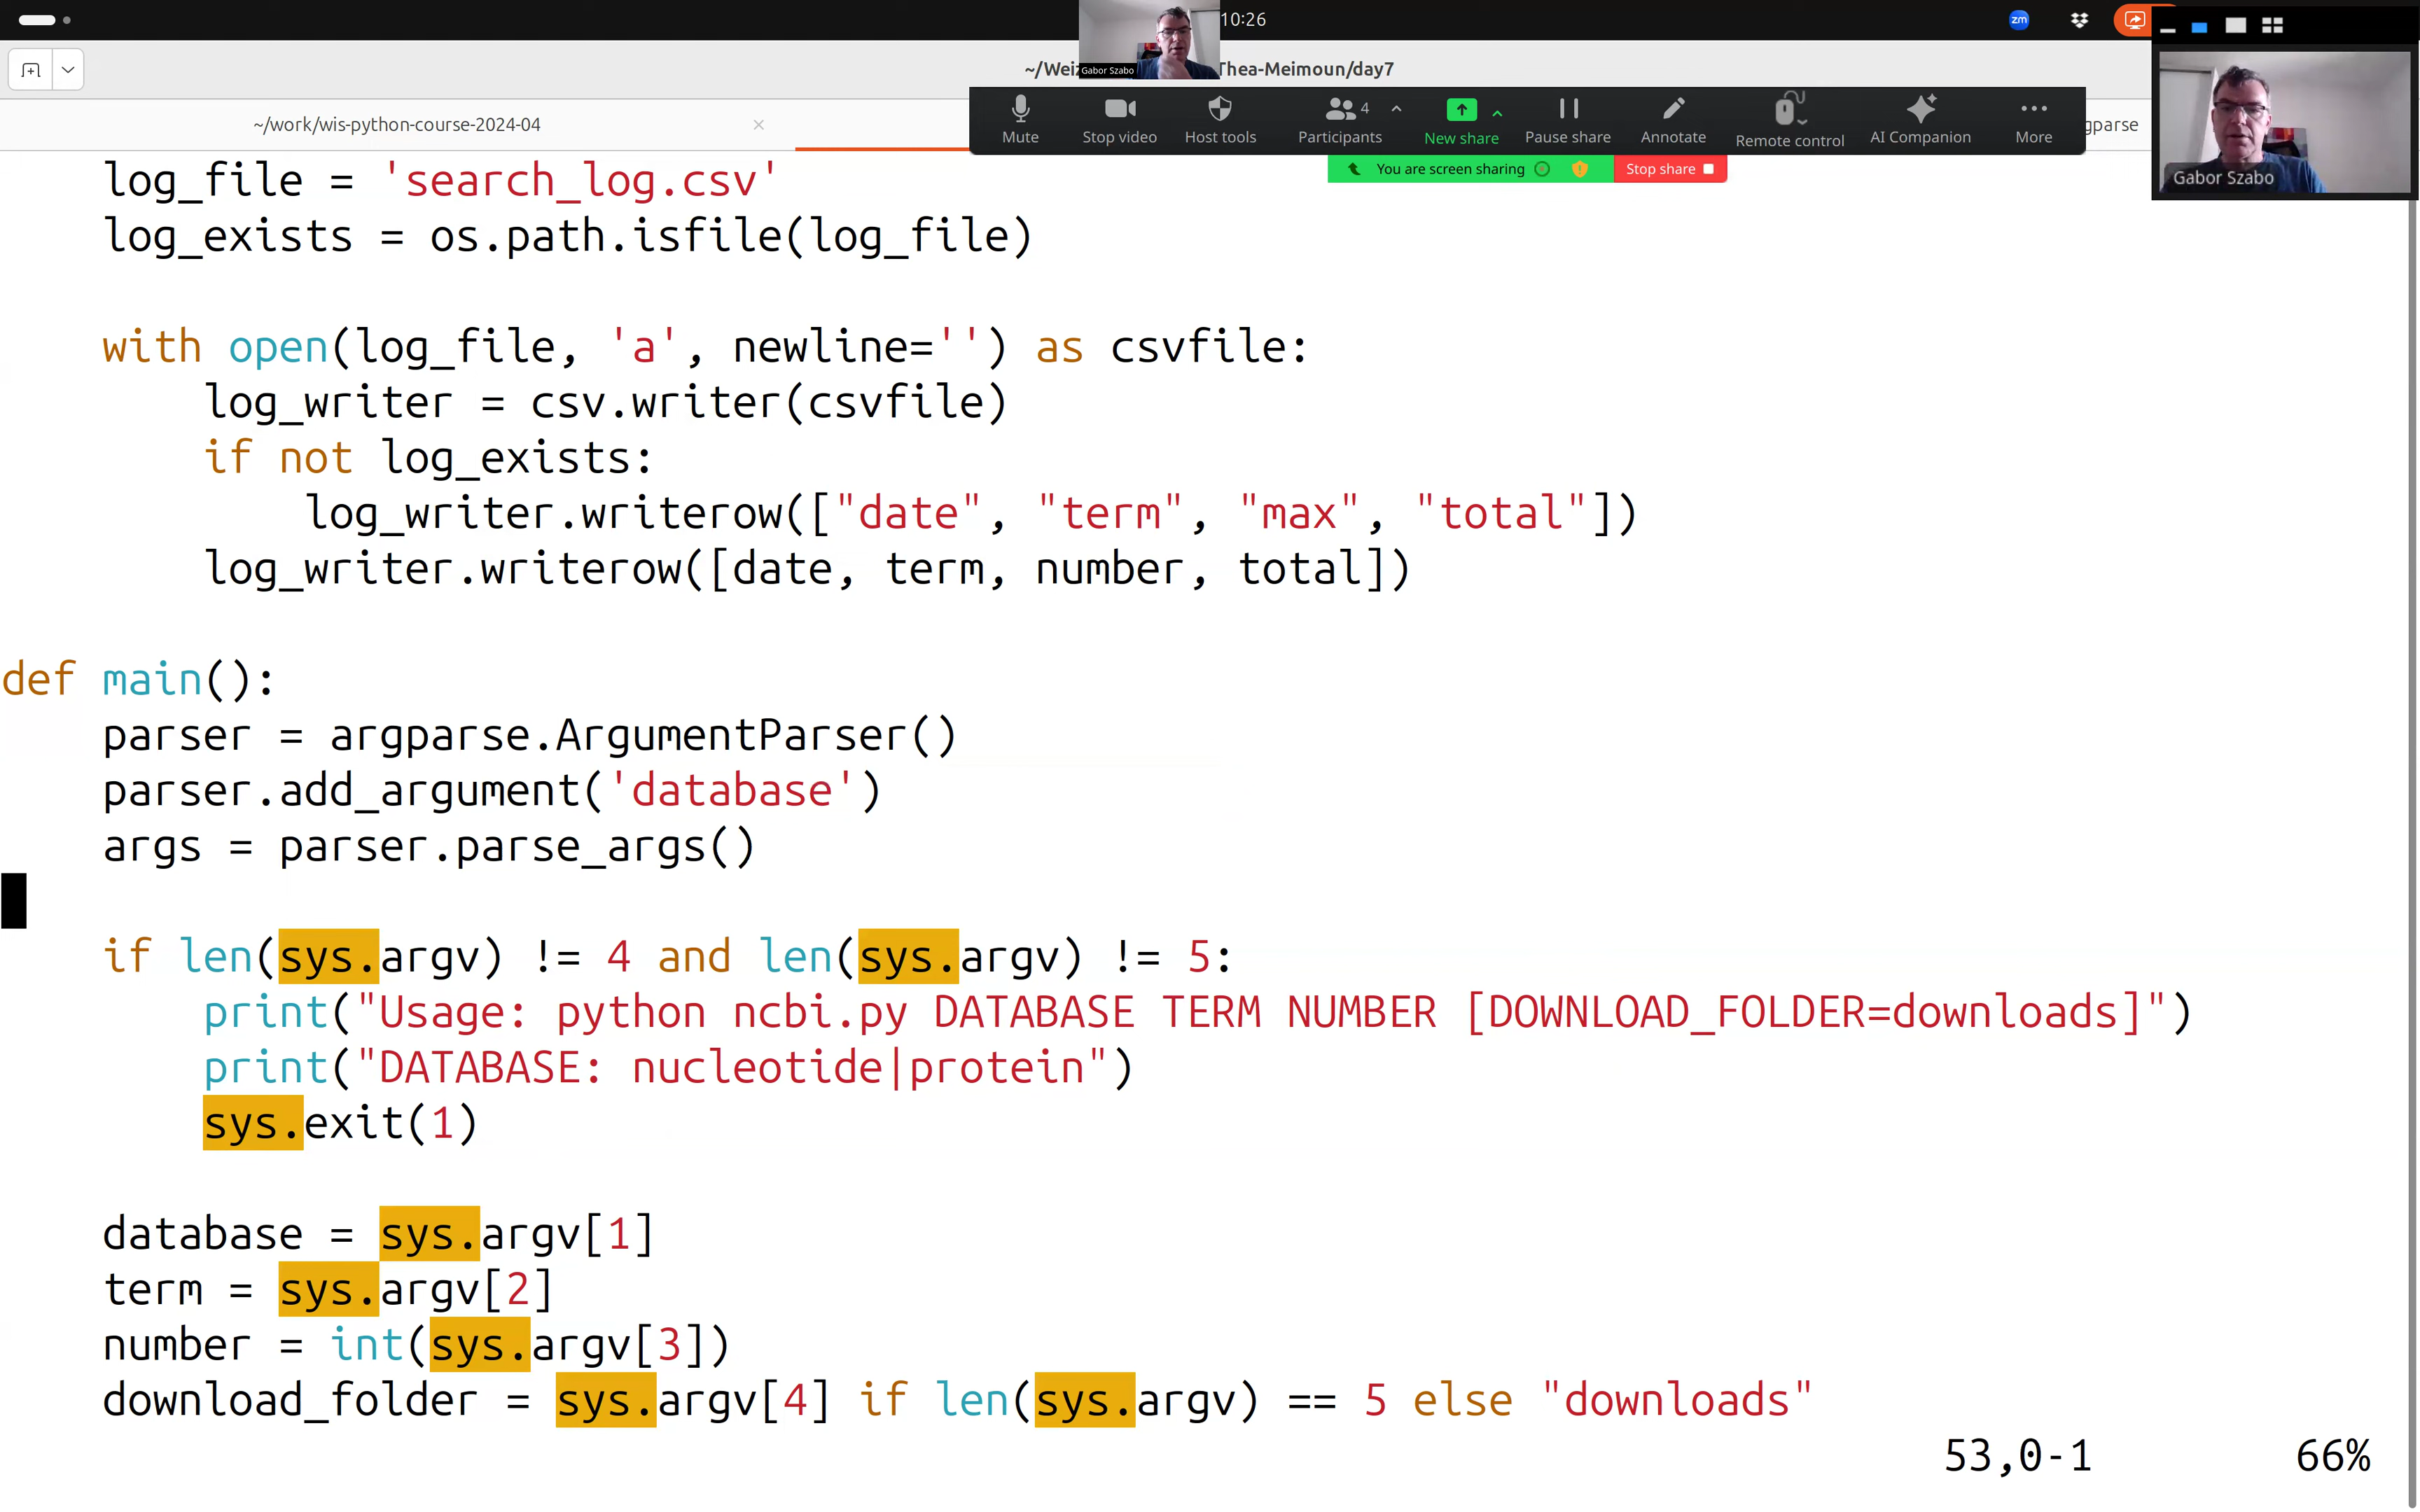 10:26
zm
Gabor Szabo
~/Wei
Thea-Meimoun/day7
~/work/wis-python-course-2024-04
×
gparse
Mute
Stop video
Host tools
Participants 4
New share
Pause share
Annotate
Remote control
AI Companion
More
You are screen sharing
Stop share
Gabor Szabo
log_file = 'search_log.csv'
log_exists = os.path.isfile(log_file)
with open(log_file, 'a', newline='') as csvfile:
log_writer = csv.writer(csvfile)
if not log_exists:
log_writer.writerow(["date", "term", "max", "total"])
log_writer.writerow([date, term, number, total])
def main():
parser = argparse.ArgumentParser()
parser.add_argument('database')
args = parser.parse_args()
if len(sys.argv) != 4 and len(sys.argv) != 5:
print("Usage: python ncbi.py DATABASE TERM NUMBER [DOWNLOAD_FOLDER=downloads]")
print("DATABASE: nucleotide|protein")
sys.exit(1)
database = sys.argv[1]
term = sys.argv[2]
number = int(sys.argv[3])
download_folder = sys.argv[4] if len(sys.argv) == 5 else "downloads"
53,0-1 66%